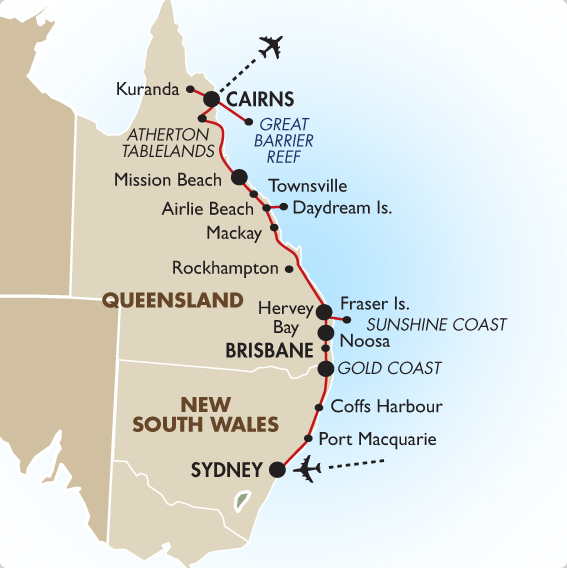 Kuranda
CAIRNS
ATHERTON
TABLELANDS
GREAT
BARRIER
REEF
Mission Beach
Townsville
Airlie Beach
Daydream Is.
Mackay
Rockhampton
QUEENSLAND
Hervey
Bay
Fraser Is.
SUNSHINE COAST
Noosa
BRISBANE
GOLD COAST
NEW
SOUTH WALES
Coffs Harbour
Port Macquarie
SYDNEY